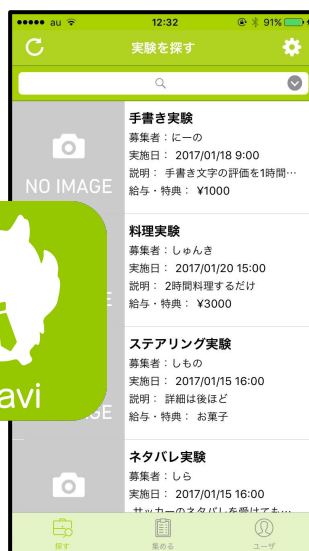 au 12:32 91%
実験を探す
NO IMAGE
手書き実験
募集者：にーの
実施日： 2017/01/18 9:00
説明： 手書き文字の評価を1時間…
給与・特典： ¥1000
料理実験
募集者：しゅんき
実施日： 2017/01/20 15:00
説明： 2時間料理するだけ
給与・特典： ¥3000
avi
ステアリング実験
募集者：しもの
実施日： 2017/01/15 16:00
説明： 詳細は後ほど
給与・特典： お菓子
ネタバレ実験
募集者：しら
実施日： 2017/01/15 16:00
探す
集める
ユーザ